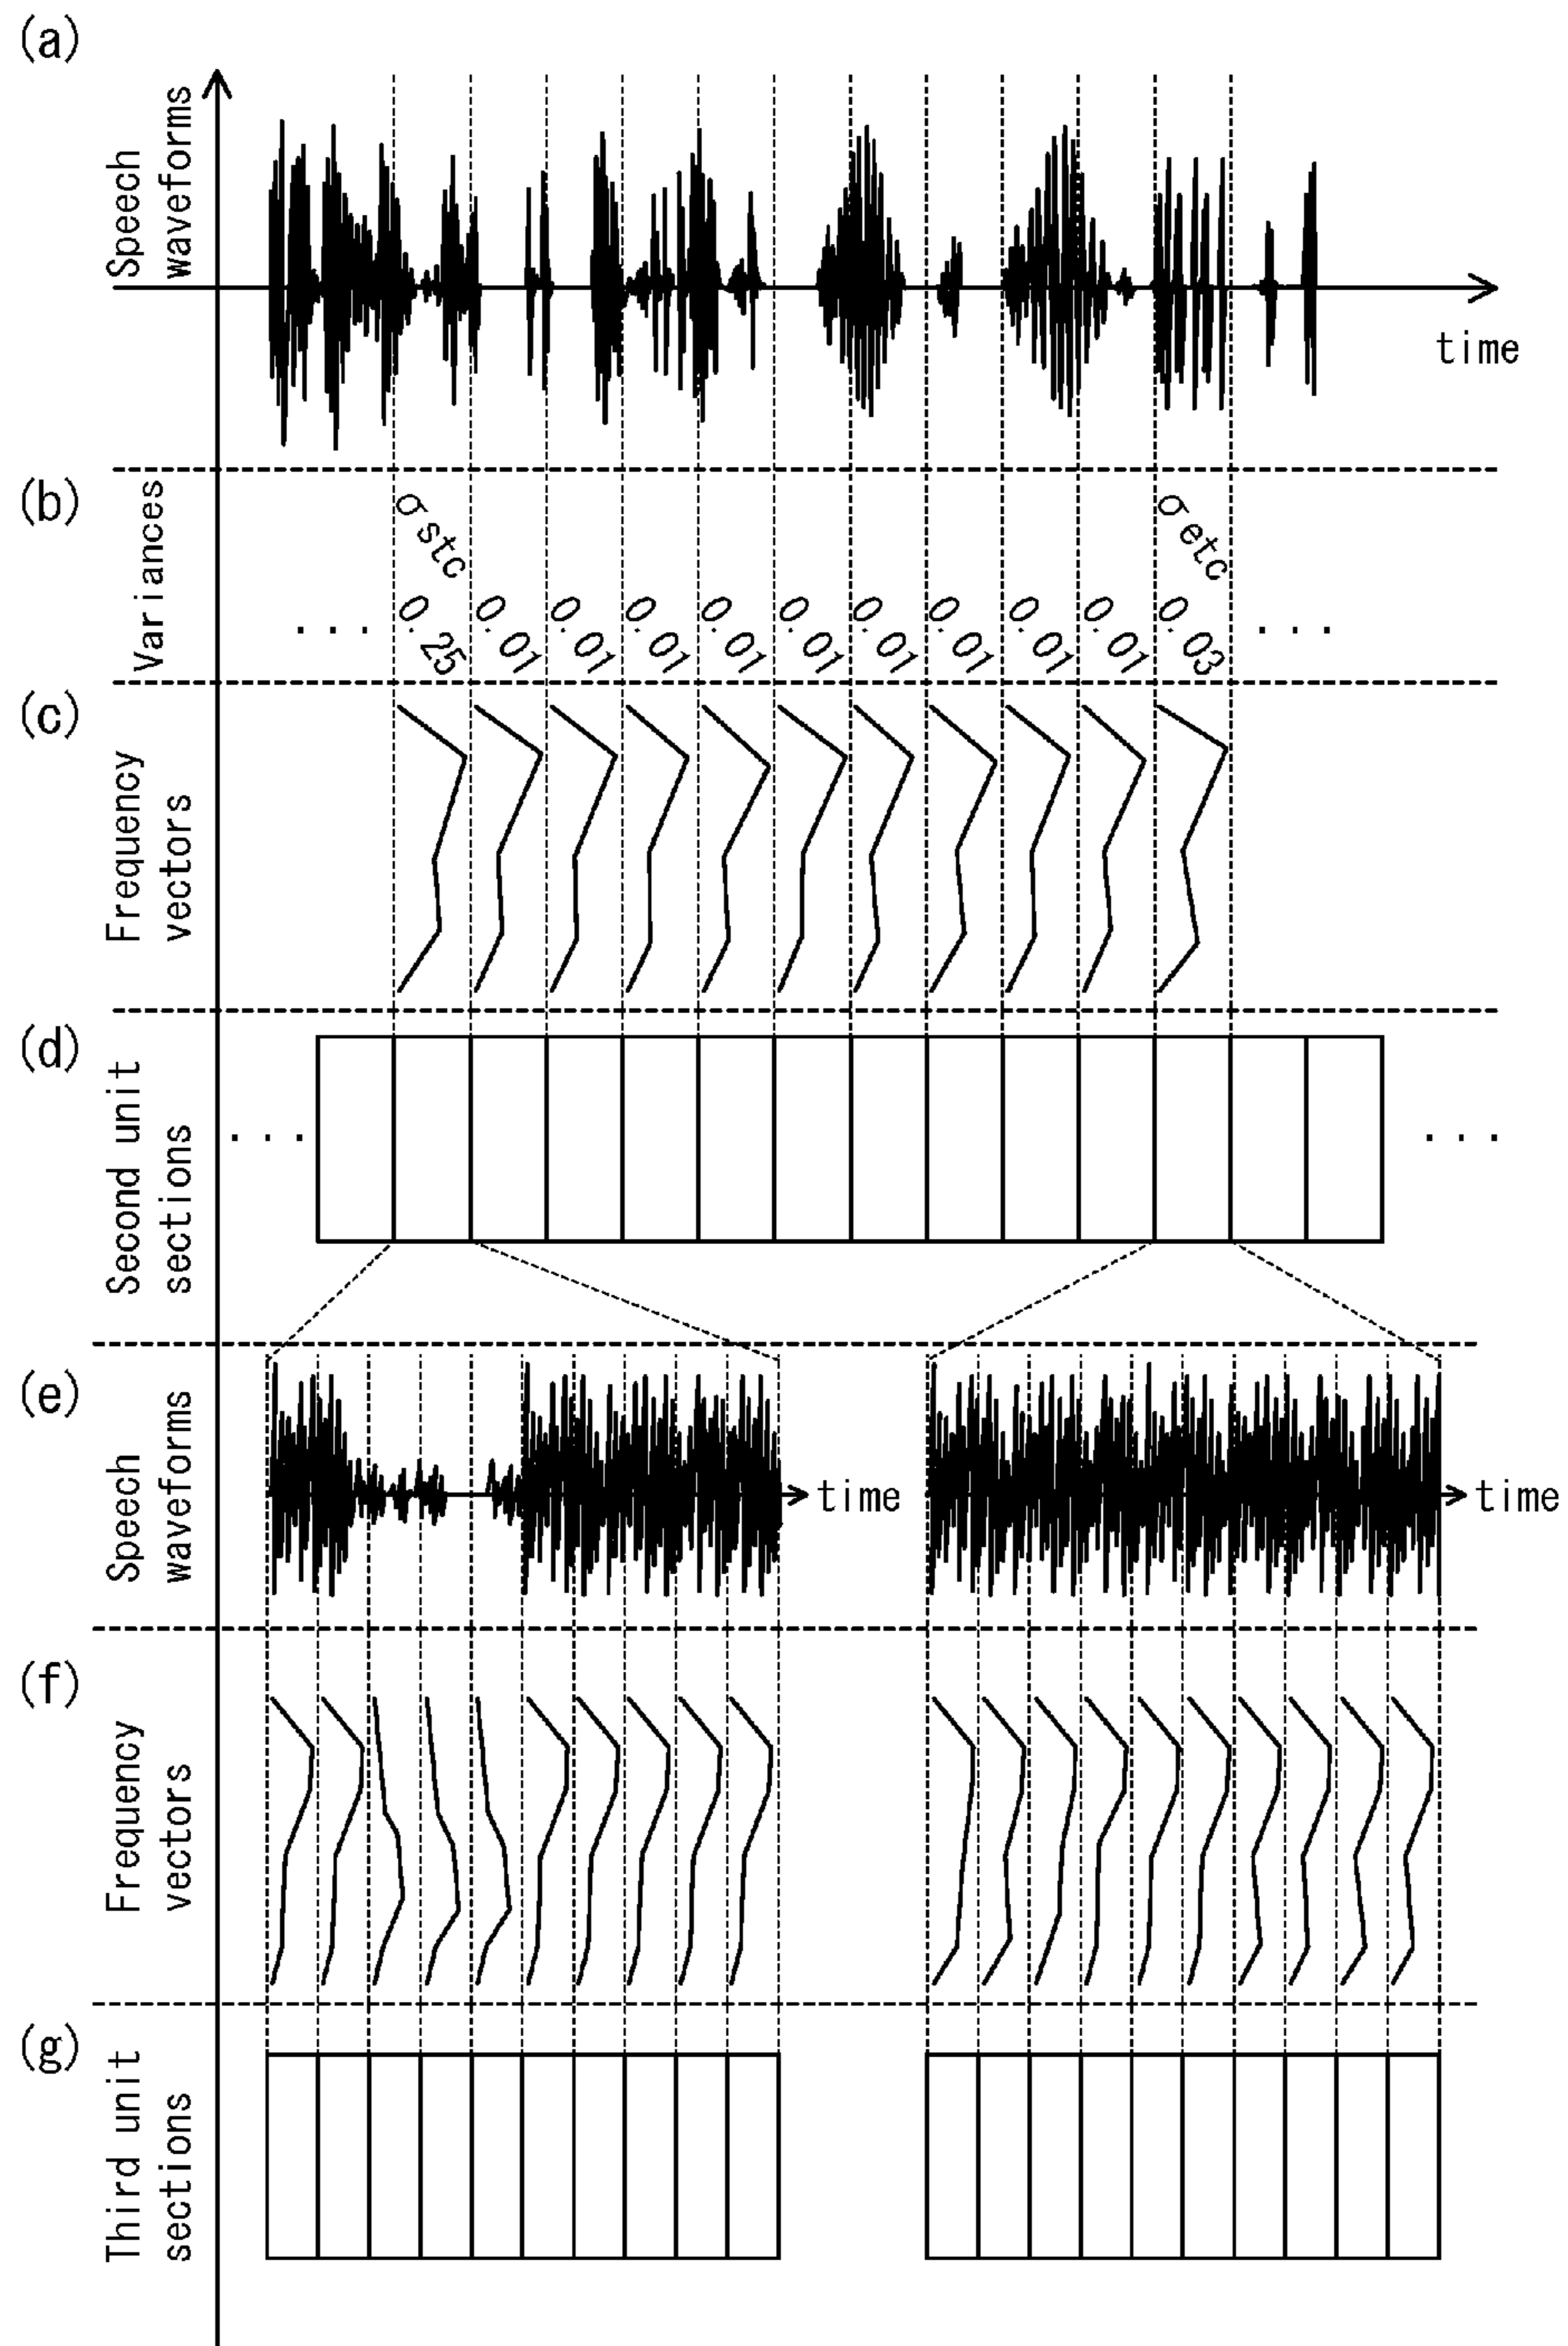 (a)
Speech
waveforms
time
(b)
Variances
σstc
σetc
...
0.25
0.01
0.01
0.01
0.01
0.01
0.01
0.01
0.01
0.01
0.03
...
(c)
Frequency
vectors
(d)
Second unit
sections
...
...
(e)
Speech
waveforms
time
time
(f)
Frequency
vectors
(g)
Third unit
sections